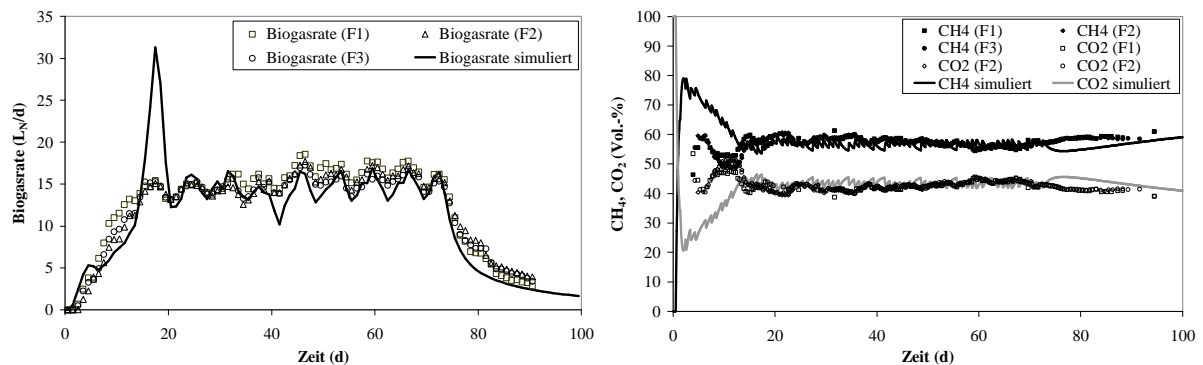 35
30
25
20
15
10
5
0
Biogasrate (L_N/d)
Biogasrate (F1) Biogasrate (F2)
Biogasrate (F3) Biogasrate simuliert
0 20 40 60 80 100
Zeit (d)
100
90
80
70
60
50
40
30
20
10
0
CH₄, CO₂ (Vol.-%)
CH4 (F1) CH4 (F2)
CH4 (F3) CO2 (F1)
CO2 (F2) CO2 (F2)
CH4 simuliert CO2 simuliert
0 20 40 60 80 100
Zeit (d)